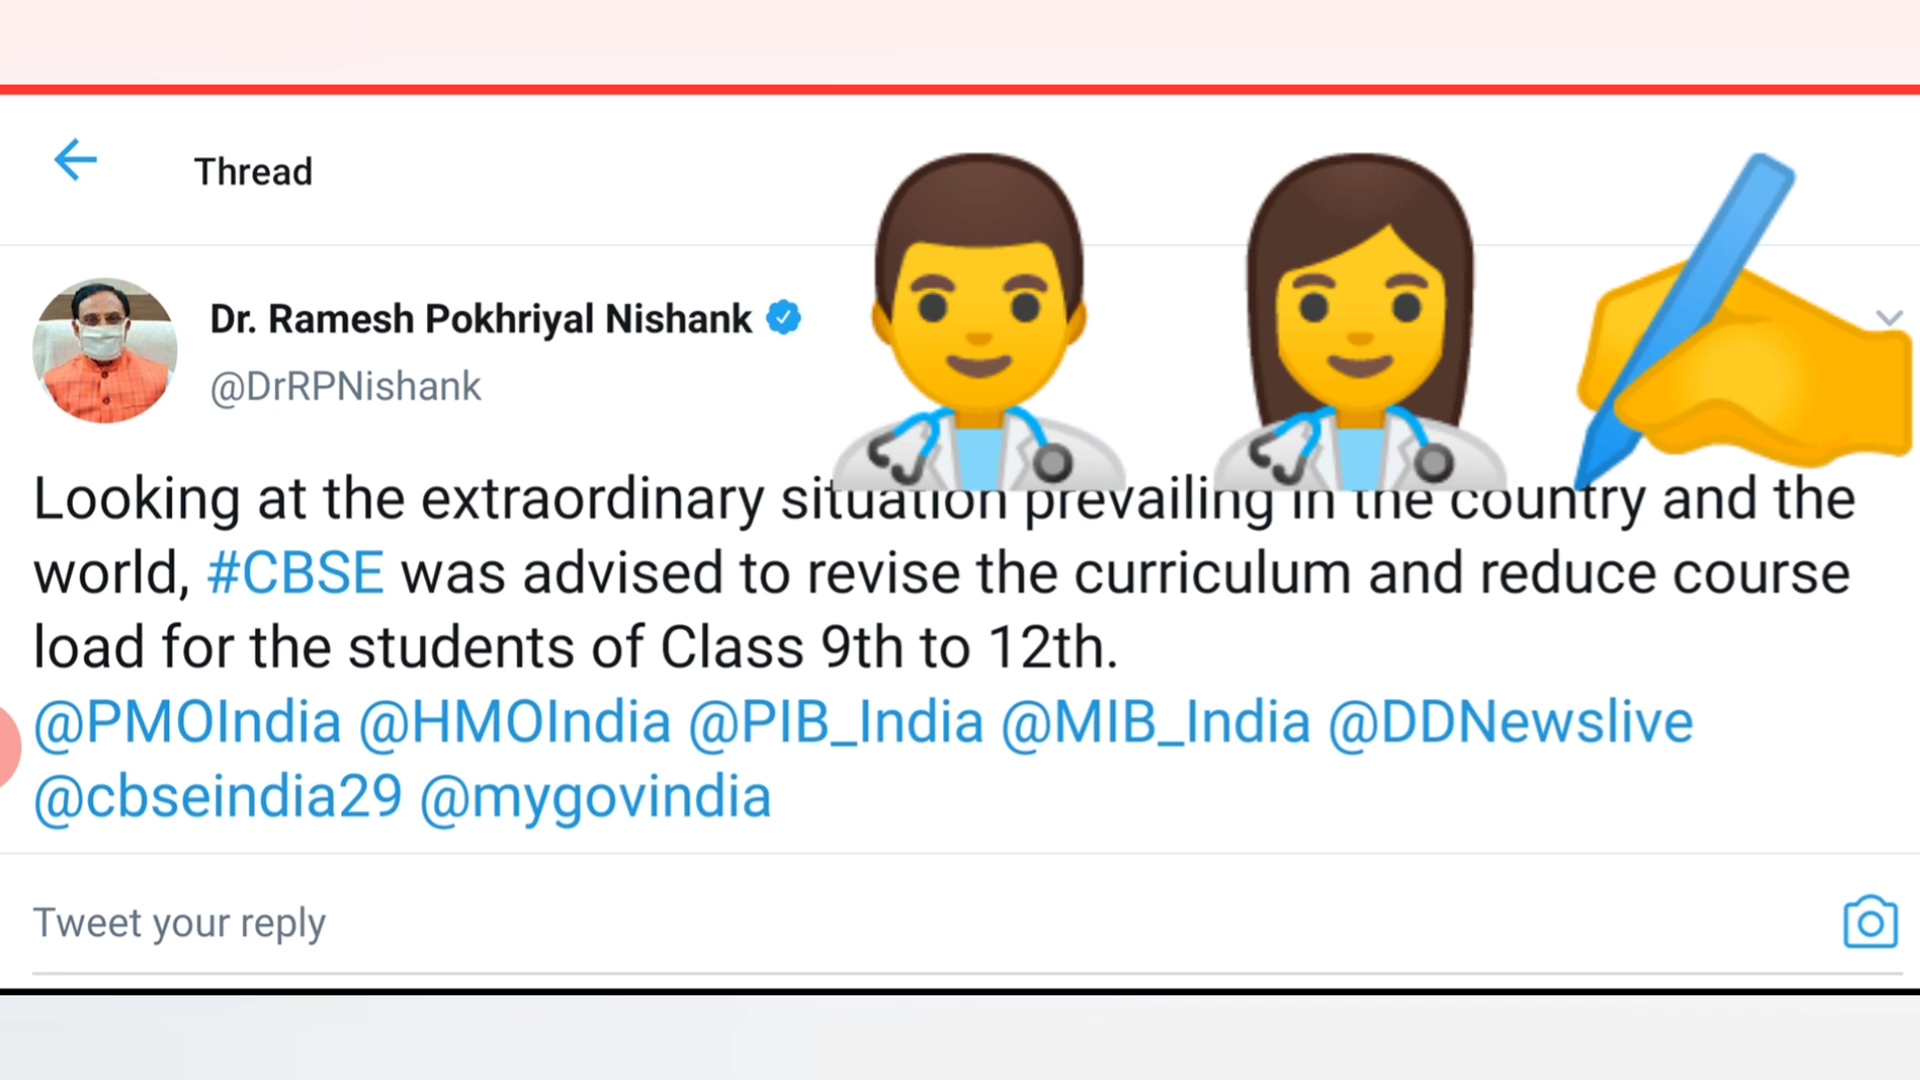 Thread
Dr. Ramesh Pokhriyal Nishank
@DrRPNishank
Looking at the extraordinary situation prevailing in the country and the
world, #CBSE was advised to revise the curriculum and reduce course
load for the students of Class 9th to 12th.
@PMOIndia @HMOIndia @PIB_India @MIB_India @DDNewslive
@cbseindia29 @mygovindia
Tweet your reply